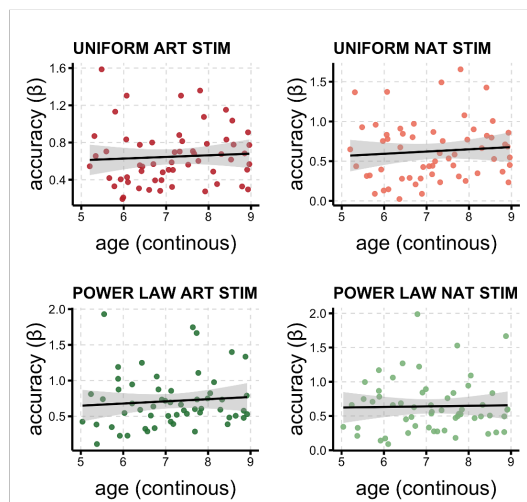 UNIFORM ART STIM
UNIFORM NAT STIM
accuracy (β)
1.6
1.2
0.8
0.4
5 6 7 8 9
age (continous)
accuracy (β)
1.5
1.0
0.5
0.0
5 6 7 8 9
age (continous)
POWER LAW ART STIM
POWER LAW NAT STIM
accuracy (β)
2.0
1.5
1.0
0.5
5 6 7 8 9
age (continous)
accuracy (β)
2.0
1.5
1.0
0.5
0.0
5 6 7 8 9
age (continous)